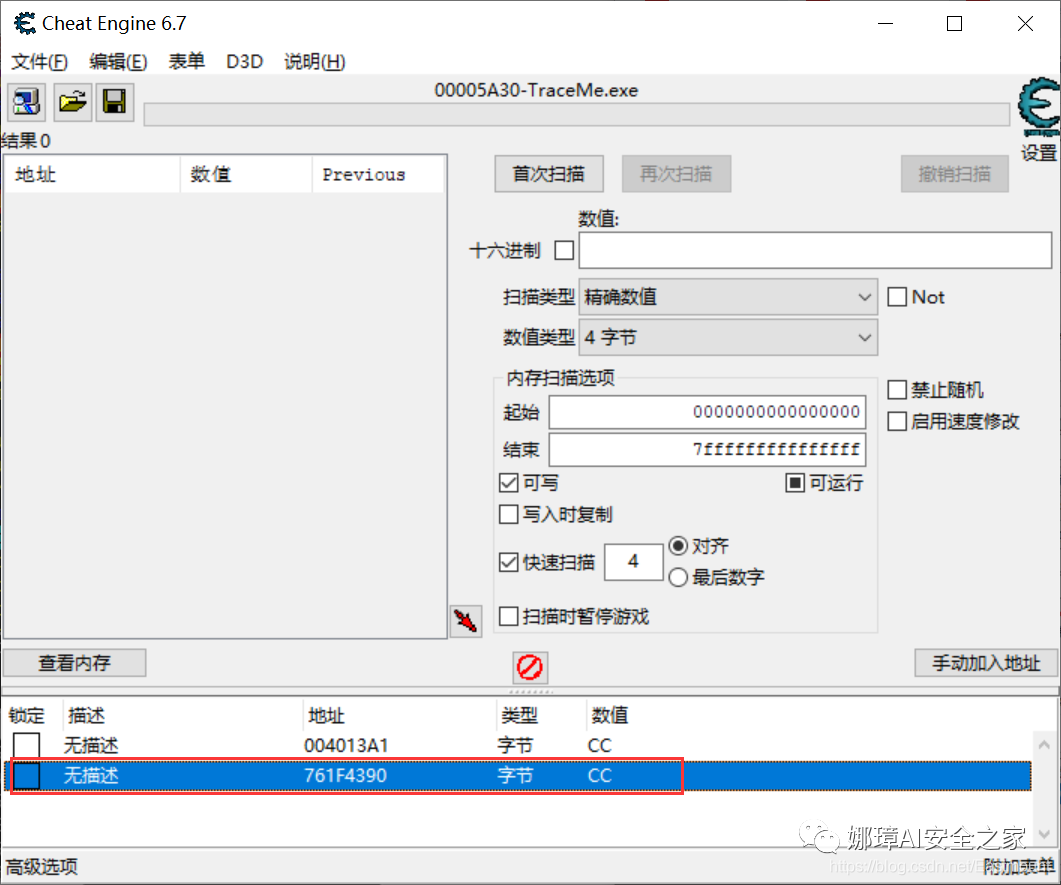 Cheat Engine 6.7
文件(F) 编辑(E) 表单 D3D 说明(H)
00005A30-TraceMe.exe
设置
结果0
地址 数值 Previous
首次扫描 再次扫描 撤销扫描
数值:
十六进制
扫描类型 精确数值 Not
数值类型 4 字节
内存扫描选项
起始 0000000000000000
结束 7fffffffffffffff
禁止随机
启用速度修改
可写 可运行
写入时复制
快速扫描 4 对齐
最后数字
扫描时暂停游戏
查看内存 手动加入地址
锁定 描述 地址 类型 数值
无描述 004013A1 字节 CC
无描述 761F4390 字节 CC
娜璋AI安全之家
https://blog.csdn.net/
高级选项 附加表单